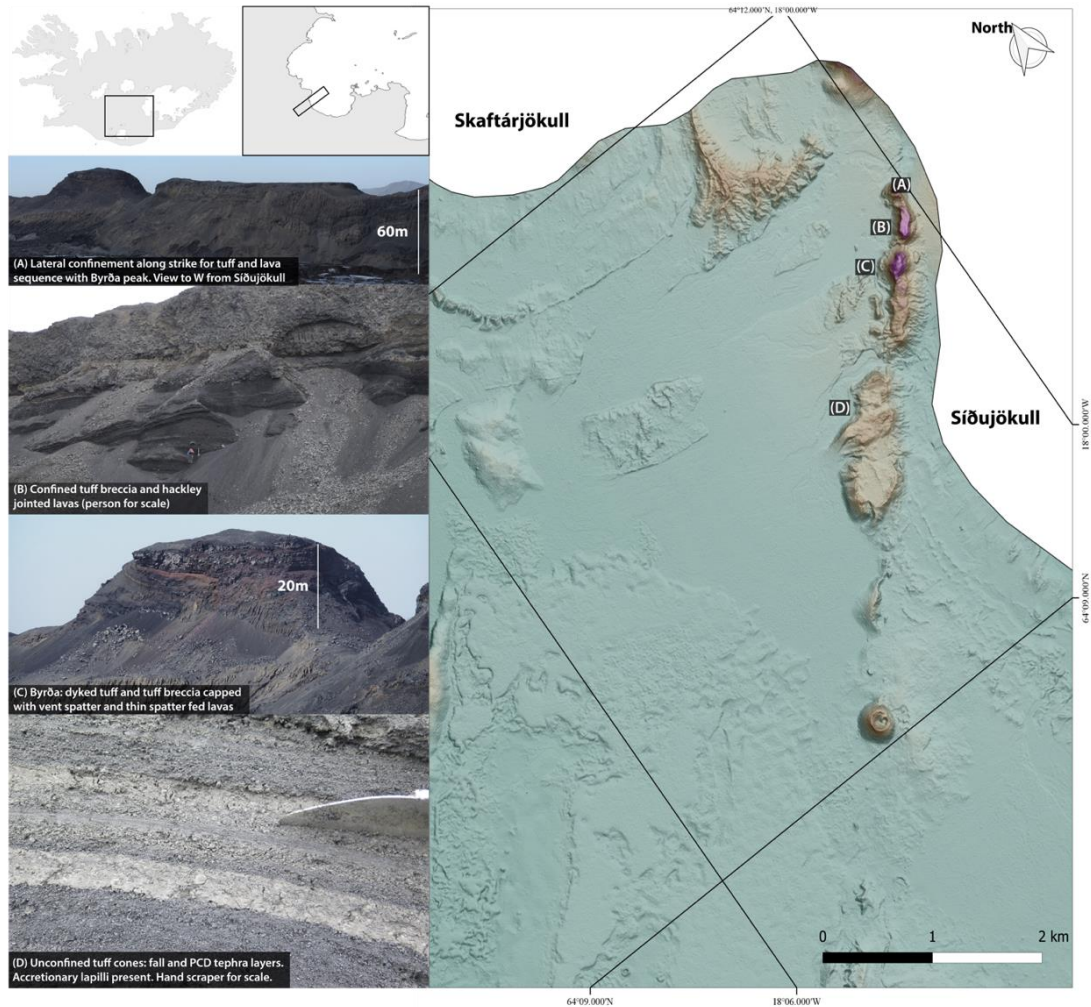 64°12.000'N, 18°00.000'W
North
Skaftárjökull
60m
(A) Lateral confinement along strike for tuff and lava
sequence with Byrða peak. View to W from Síðujökull
(A)
(B)
(C)
(D)
Síðujökull
18°00.000'W
64°09.000'N
(B) Confined tuff breccia and hackley
jointed lavas (person for scale)
20m
(C) Byrða: dyked tuff and tuff breccia capped
with vent spatter and thin spatter fed lavas
(D) Unconfined tuff cones: fall and PCD tephra layers.
Accretionary lapilli present. Hand scraper for scale.
0 1 2 km
64°09.000'N
18°06.000'W